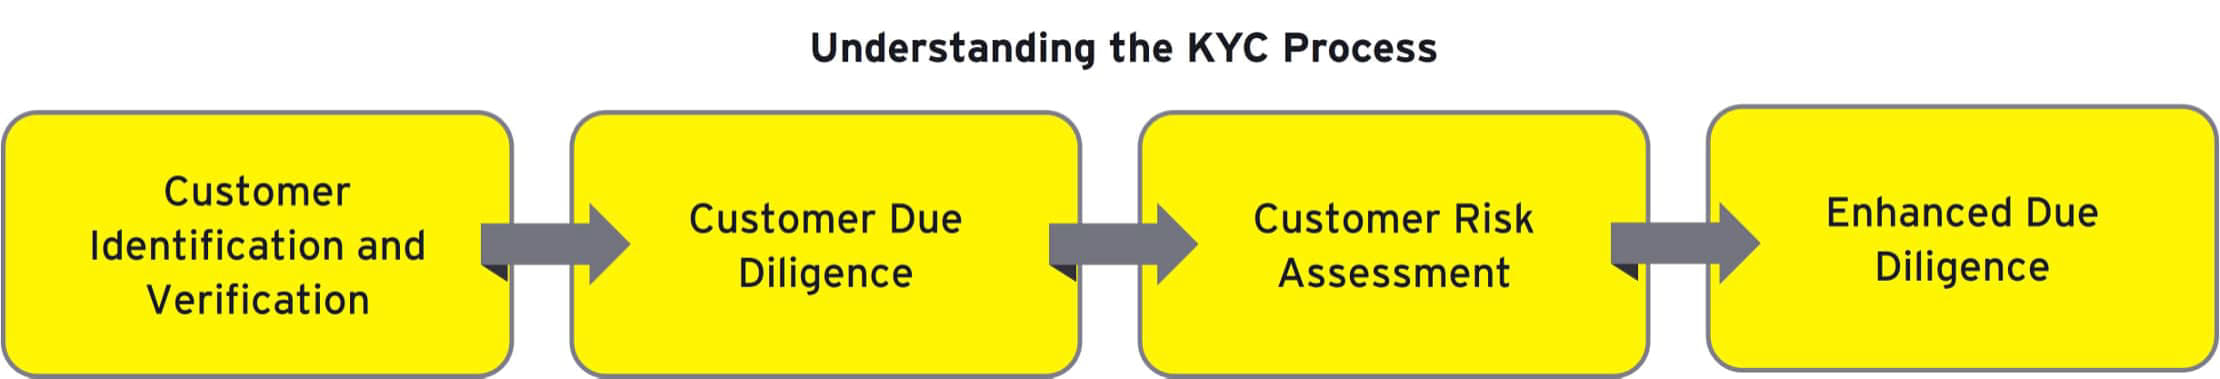 Understanding the KYC Process
Customer
Identification and
Verification
Customer Due
Diligence
Customer Risk
Assessment
Enhanced Due
Diligence